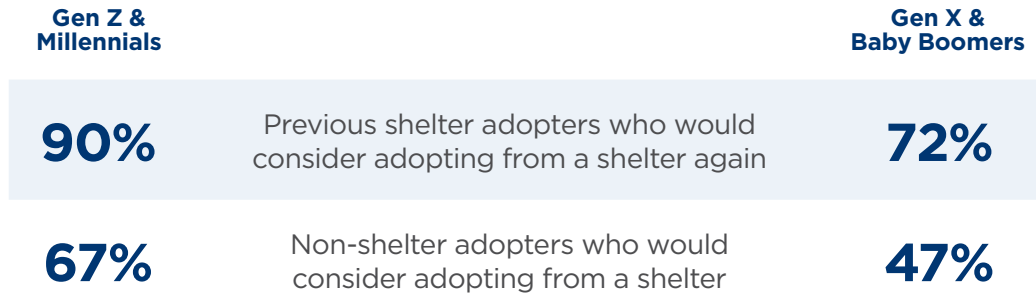 Gen Z &
Millennials
Gen X &
Baby Boomers
90%
Previous shelter adopters who would
consider adopting from a shelter again
72%
67%
Non-shelter adopters who would
consider adopting from a shelter
47%